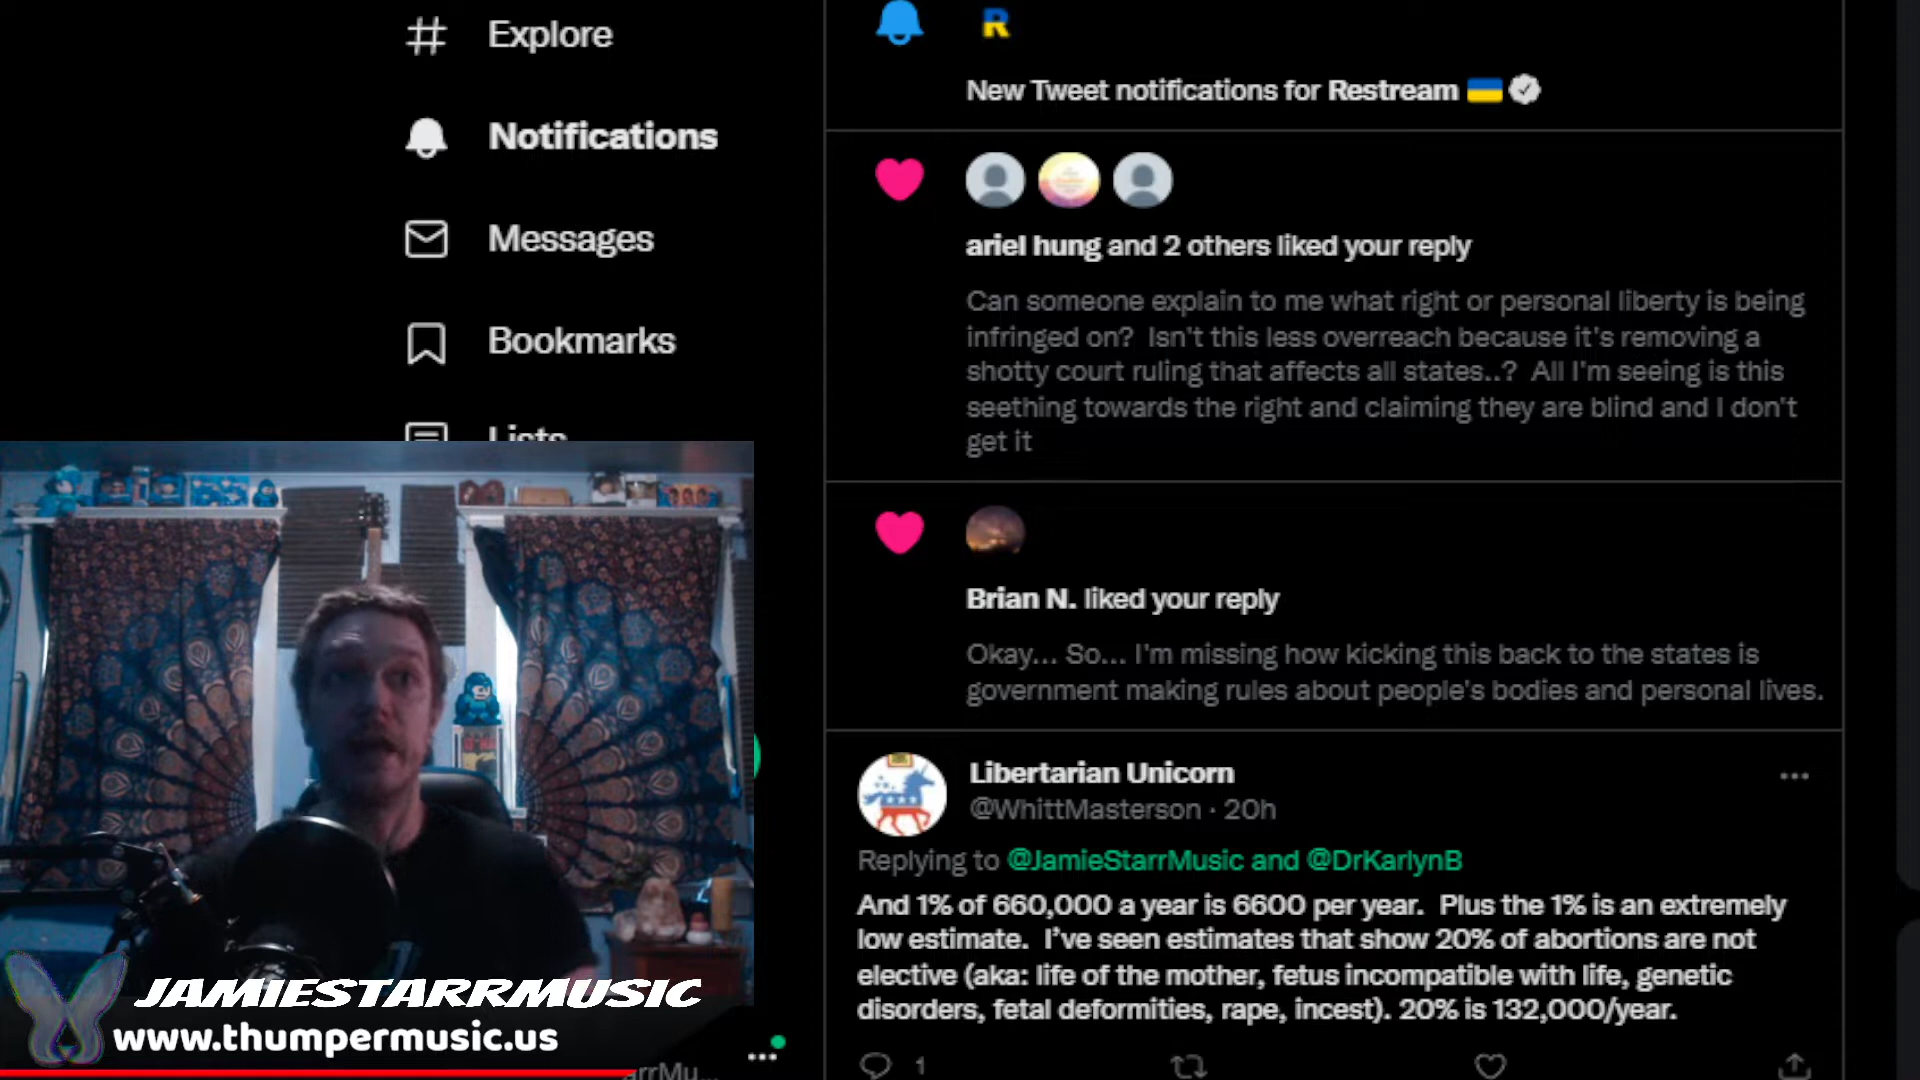 Explore
Notifications
Messages
Bookmarks
Lists
R
New Tweet notifications for Restream
ariel hung and 2 others liked your reply
Can someone explain to me what right or personal liberty is being
infringed on?  Isn't this less overreach because it's removing a
shotty court ruling that affects all states..?  All I'm seeing is this
seething towards the right and claiming they are blind and I don't
get it
Brian N. liked your reply
Okay... So... I'm missing how kicking this back to the states is
government making rules about people's bodies and personal lives.
Libertarian Unicorn
@WhittMasterson · 20h
Replying to @JamieStarrMusic and @DrKarlynB
And 1% of 660,000 a year is 6600 per year.  Plus the 1% is an extremely
low estimate.  I've seen estimates that show 20% of abortions are not
elective (aka: life of the mother, fetus incompatible with life, genetic
disorders, fetal deformities, rape, incest). 20% is 132,000/year.
1
JAMIESTARRMUSIC
www.thumpermusic.us
arrMu...